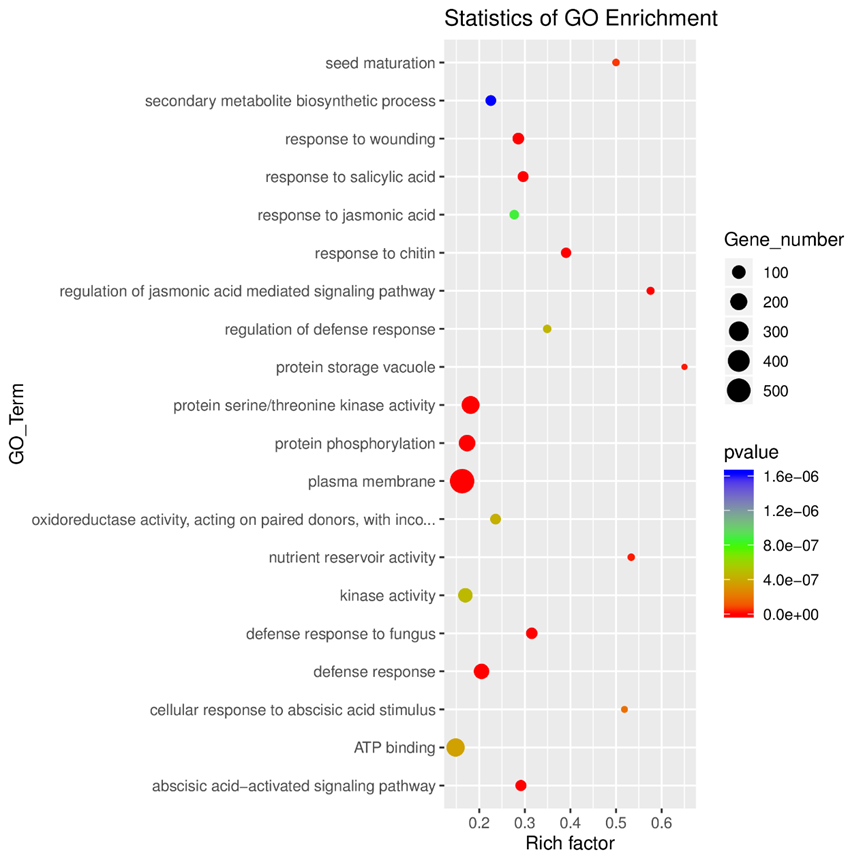 Statistics of GO Enrichment
GO_Term
seed maturation
secondary metabolite biosynthetic process
response to wounding
response to salicylic acid
response to jasmonic acid
response to chitin
regulation of jasmonic acid mediated signaling pathway
regulation of defense response
protein storage vacuole
protein serine/threonine kinase activity
protein phosphorylation
plasma membrane
oxidoreductase activity, acting on paired donors, with inco...
nutrient reservoir activity
kinase activity
defense response to fungus
defense response
cellular response to abscisic acid stimulus
ATP binding
abscisic acid−activated signaling pathway
0.2 0.3 0.4 0.5 0.6
Rich factor
Gene_number
100
200
300
400
500
pvalue
1.6e−06
1.2e−06
8.0e−07
4.0e−07
0.0e+00